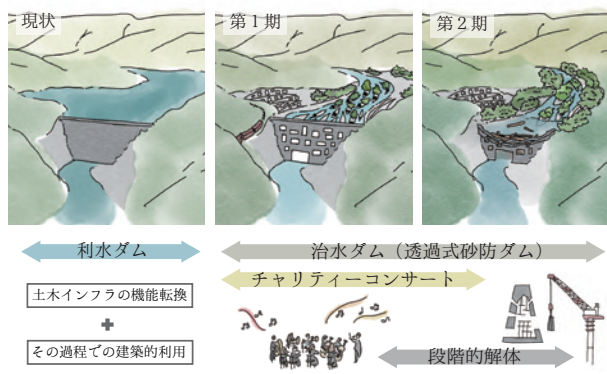 現状
第1期
第2期
利水ダム
治水ダム（透過式砂防ダム）
チャリティーコンサート
土木インフラの機能転換
+
その過程での建築的利用
段階的解体